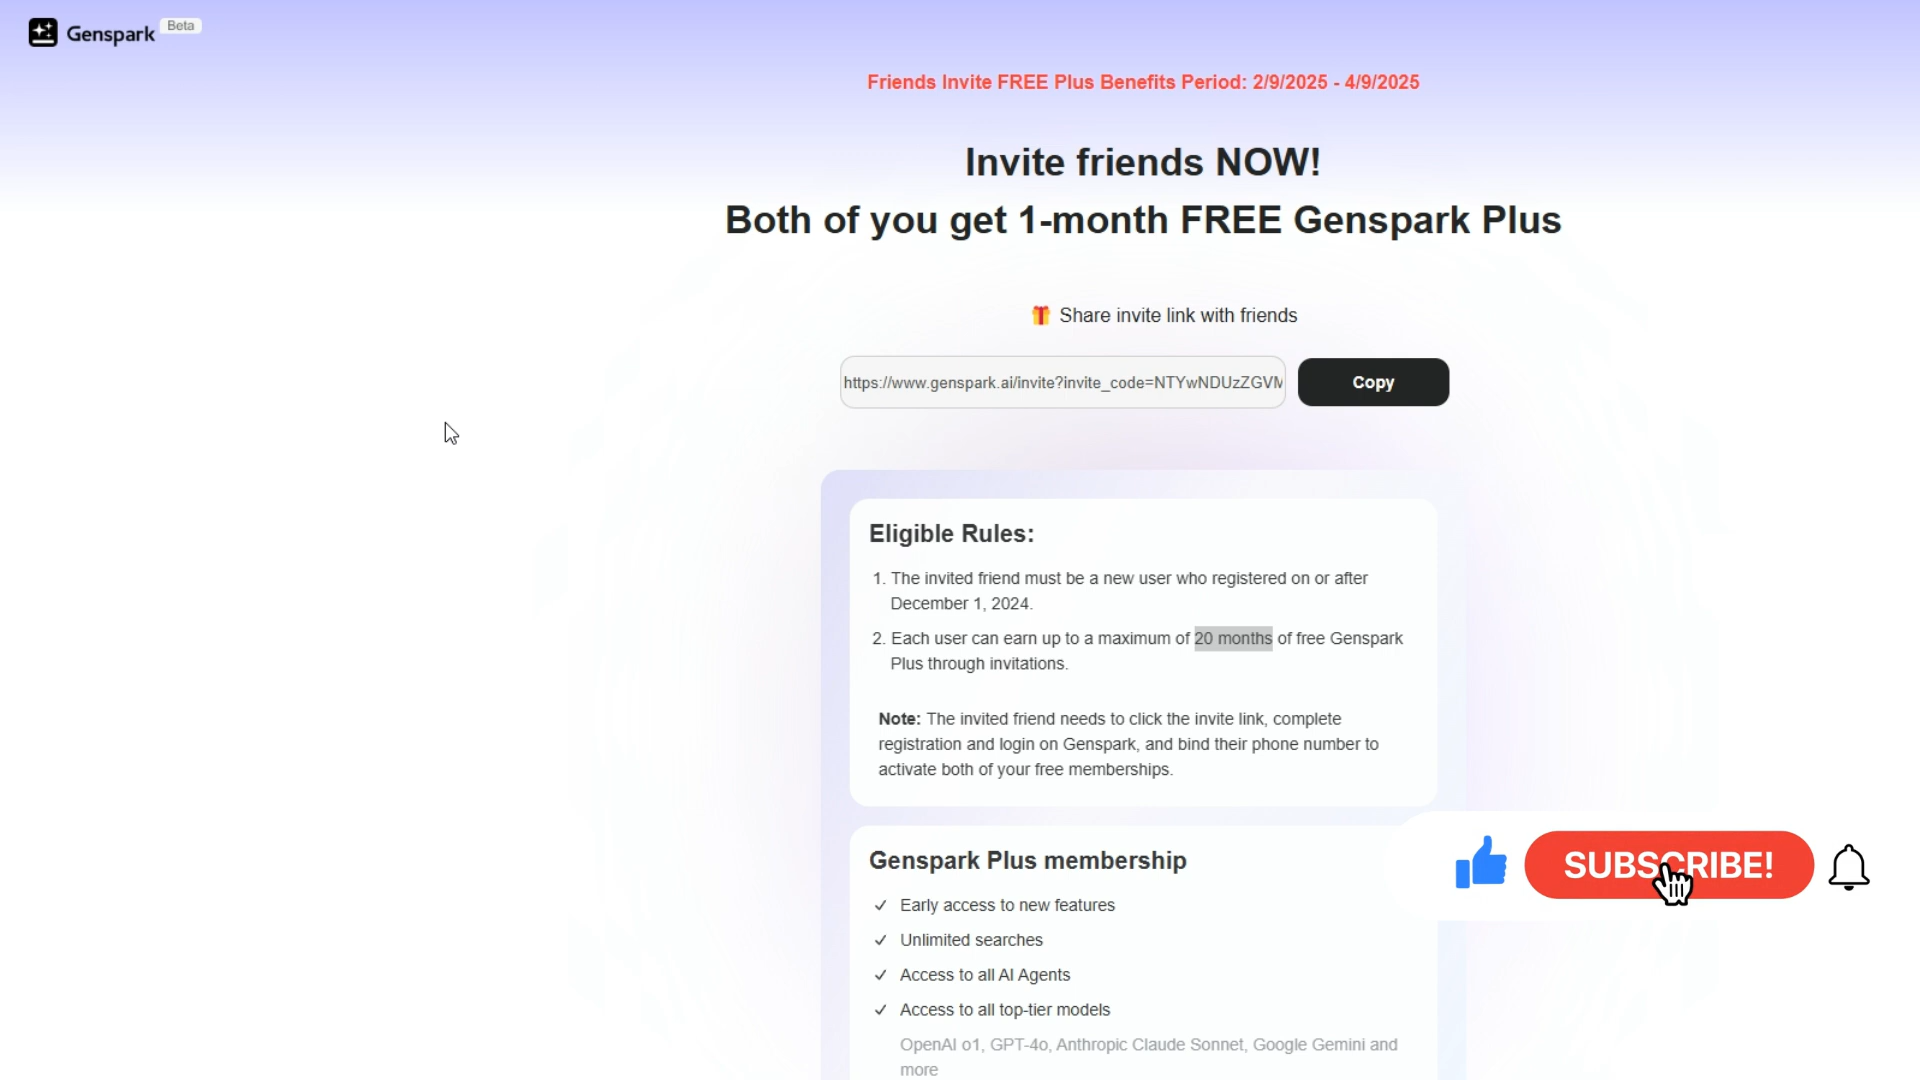 Genspark Beta
Friends Invite FREE Plus Benefits Period: 2/9/2025 - 4/9/2025
Invite friends NOW!
Both of you get 1-month FREE Genspark Plus
Share invite link with friends
https://www.genspark.ai/invite?invite_code=NTYwNDUzZGVM
Copy
Eligible Rules:
1. The invited friend must be a new user who registered on or after
December 1, 2024.
2. Each user can earn up to a maximum of 20 months of free Genspark
Plus through invitations.
Note: The invited friend needs to click the invite link, complete
registration and login on Genspark, and bind their phone number to
activate both of your free memberships.
Genspark Plus membership
SUBSCRIBE!
✓ Early access to new features
✓ Unlimited searches
✓ Access to all AI Agents
✓ Access to all top-tier models
OpenAI o1, GPT-4o, Anthropic Claude Sonnet, Google Gemini and
more